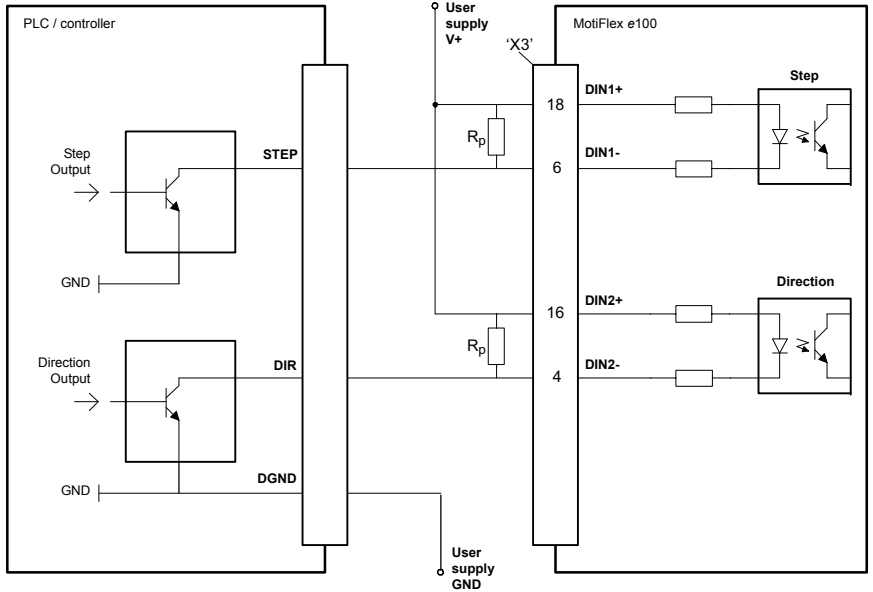 PLC / controller
User
supply
V+
'X3'
MotiFlex e100
Step
Output
GND
STEP
Rp
18
6
DIN1+
DIN1-
Step
Direction
Output
GND
DIR
DGND
Rp
16
4
DIN2+
DIN2-
Direction
User
supply
GND